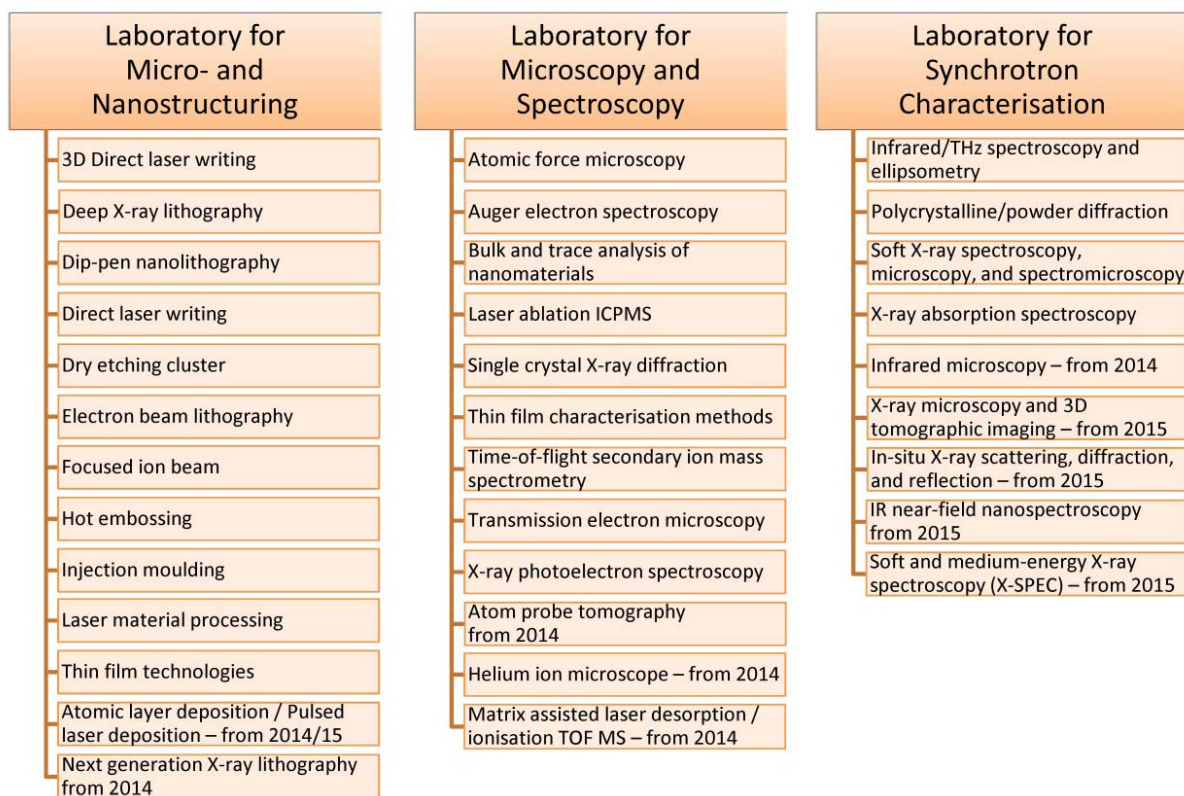 Laboratory for
Micro- and
Nanostructuring
3D Direct laser writing
Deep X-ray lithography
Dip-pen nanolithography
Direct laser writing
Dry etching cluster
Electron beam lithography
Focused ion beam
Hot embossing
Injection moulding
Laser material processing
Thin film technologies
Atomic layer deposition / Pulsed
laser deposition – from 2014/15
Next generation X-ray lithography
from 2014
Laboratory for
Microscopy and
Spectroscopy
Atomic force microscopy
Auger electron spectroscopy
Bulk and trace analysis of
nanomaterials
Laser ablation ICPMS
Single crystal X-ray diffraction
Thin film characterisation methods
Time-of-flight secondary ion mass
spectrometry
Transmission electron microscopy
X-ray photoelectron spectroscopy
Atom probe tomography
from 2014
Helium ion microscope – from 2014
Matrix assisted laser desorption /
ionisation TOF MS – from 2014
Laboratory for
Synchrotron
Characterisation
Infrared/THz spectroscopy and
ellipsometry
Polycrystalline/powder diffraction
Soft X-ray spectroscopy,
microscopy, and spectromicroscopy
X-ray absorption spectroscopy
Infrared microscopy – from 2014
X-ray microscopy and 3D
tomographic imaging – from 2015
In-situ X-ray scattering, diffraction,
and reflection – from 2015
IR near-field nanospectroscopy
from 2015
Soft and medium-energy X-ray
spectroscopy (X-SPEC) – from 2015